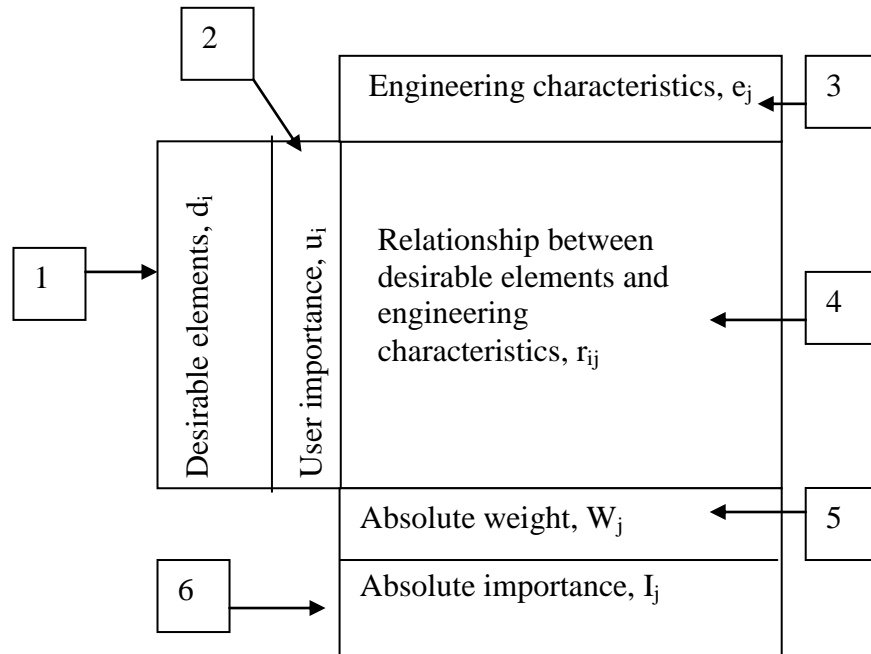 2
Engineering characteristics, ej
3
Desirable elements, di
User importance, ui
1
Relationship between
desirable elements and
engineering
characteristics, rij
4
Absolute weight, Wj
5
6
Absolute importance, Ij